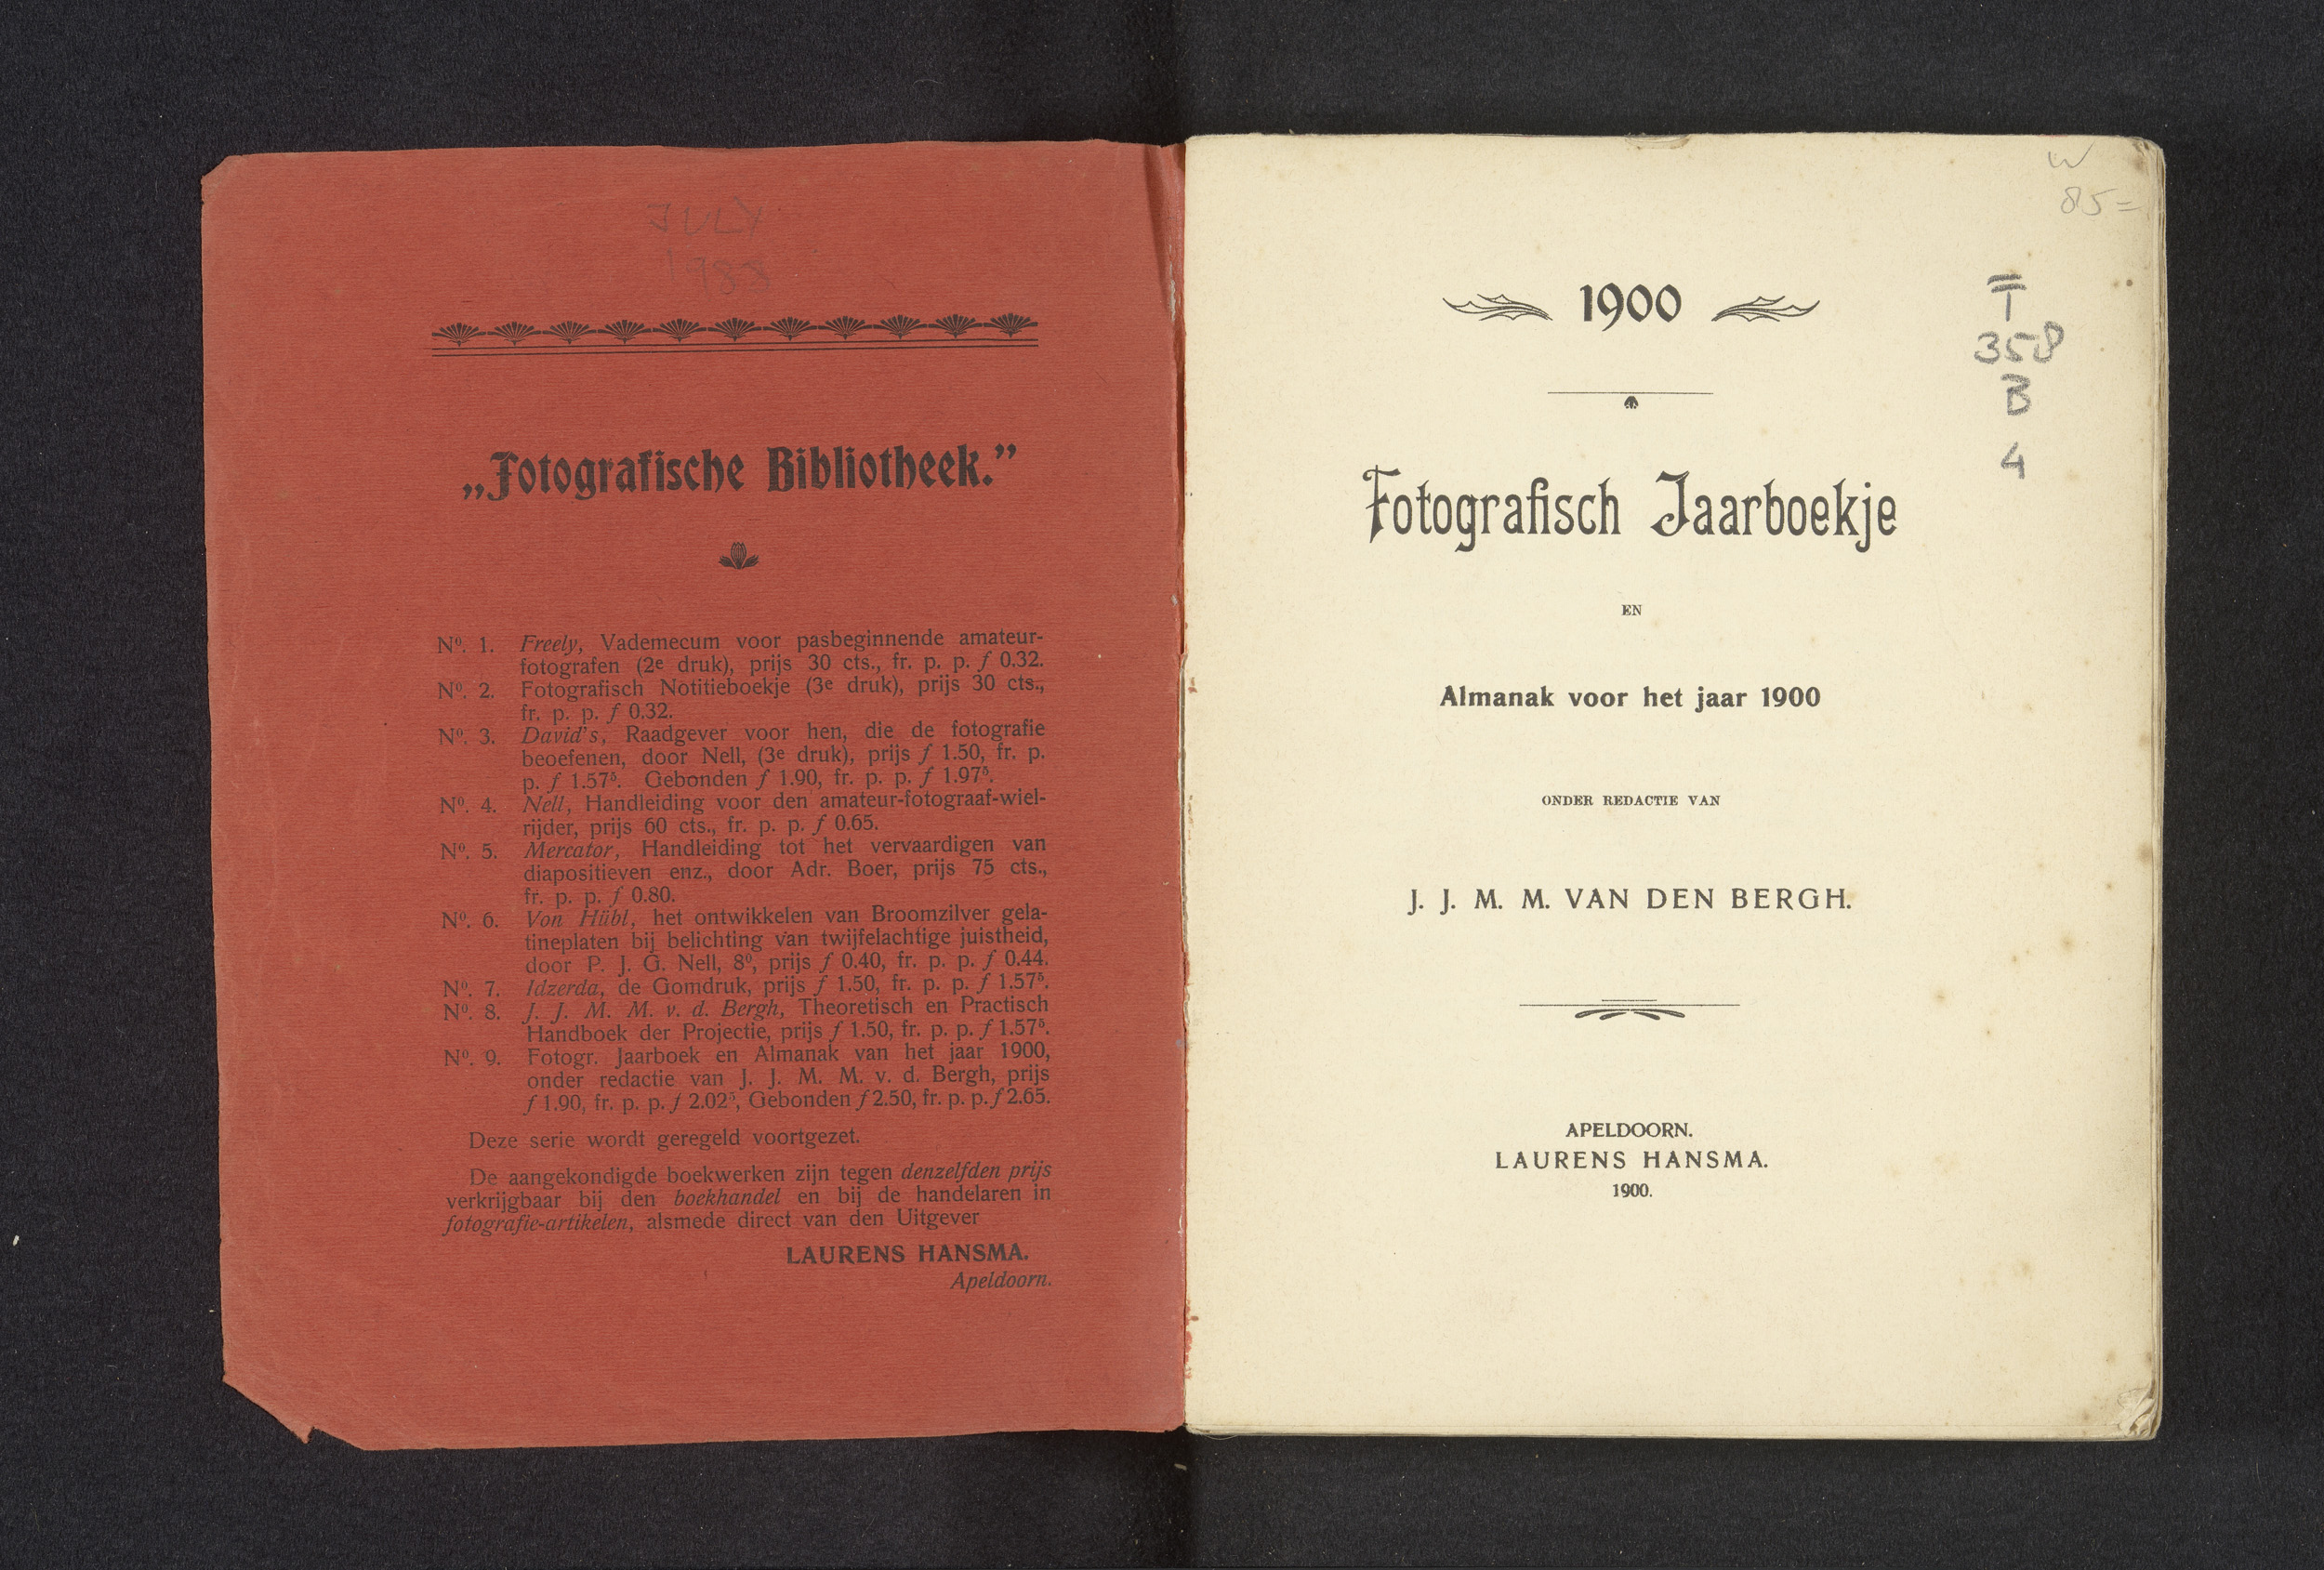 JULY
1988
„Fotografische Bibliotheek.”
Nº. 1. Freely, Vademecum voor pasbeginnende amateur-
fotografen (2e druk), prijs 30 cts., fr. p. p. f 0.32.
Nº. 2. Fotografisch Notitieboekje (3e druk), prijs 30 cts.,
fr. p. p. f 0.32.
Nº. 3. David's, Raadgever voor hen, die de fotografie
beoefenen, door Nell, (3e druk), prijs f 1.50, fr. p.
p. f 1.57⁵. Gebonden f 1.90, fr. p. p. f 1.97⁵.
Nº. 4. Nell, Handleiding voor den amateur-fotograaf-wiel-
rijder, prijs 60 cts., fr. p. p. f 0.65.
Nº. 5. Mercator, Handleiding tot het vervaardigen van
diapositieven enz., door Adr. Boer, prijs 75 cts.,
fr. p. p. f 0.80.
Nº. 6. Von Hübl, het ontwikkelen van Broomzilver gela-
tineplaten bij belichting van twijfelachtige juistheid,
door P. J. G. Nell, 8⁰, prijs f 0.40, fr. p. p. f 0.44.
Nº. 7. Idzerda, de Gomdruk, prijs f 1.50, fr. p. p. f 1.57⁵.
Nº. 8. J. J. M. M. v. d. Bergh, Theoretisch en Practisch
Handboek der Projectie, prijs f 1.50, fr. p. p. f 1.57⁵.
Nº. 9. Fotogr. Jaarboek en Almanak van het jaar 1900,
onder redactie van J. J. M. M. v. d. Bergh, prijs
f 1.90, fr. p. p. f 2.02⁵, Gebonden f 2.50, fr. p. p. f 2.65.
Deze serie wordt geregeld voortgezet.
De aangekondigde boekwerken zijn tegen denzelfden prijs
verkrijgbaar bij den boekhandel en bij de handelaren in
fotografie-artikelen, alsmede direct van den Uitgever
LAURENS HANSMA.
Apeldoorn.
W
85=
T
358
B
4
1900
Fotografisch Jaarboekje
EN
Almanak voor het jaar 1900
ONDER REDACTIE VAN
J. J. M. M. VAN DEN BERGH.
APELDOORN.
LAURENS HANSMA.
1900.